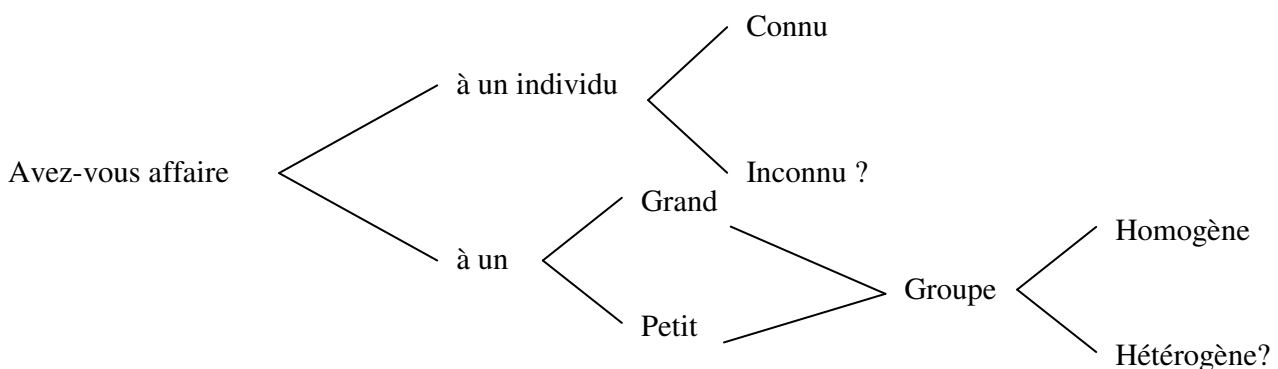 Connu
à un individu
Avez-vous affaire
Inconnu ?
Grand
à un
Petit
Groupe
Homogène
Hétérogène?